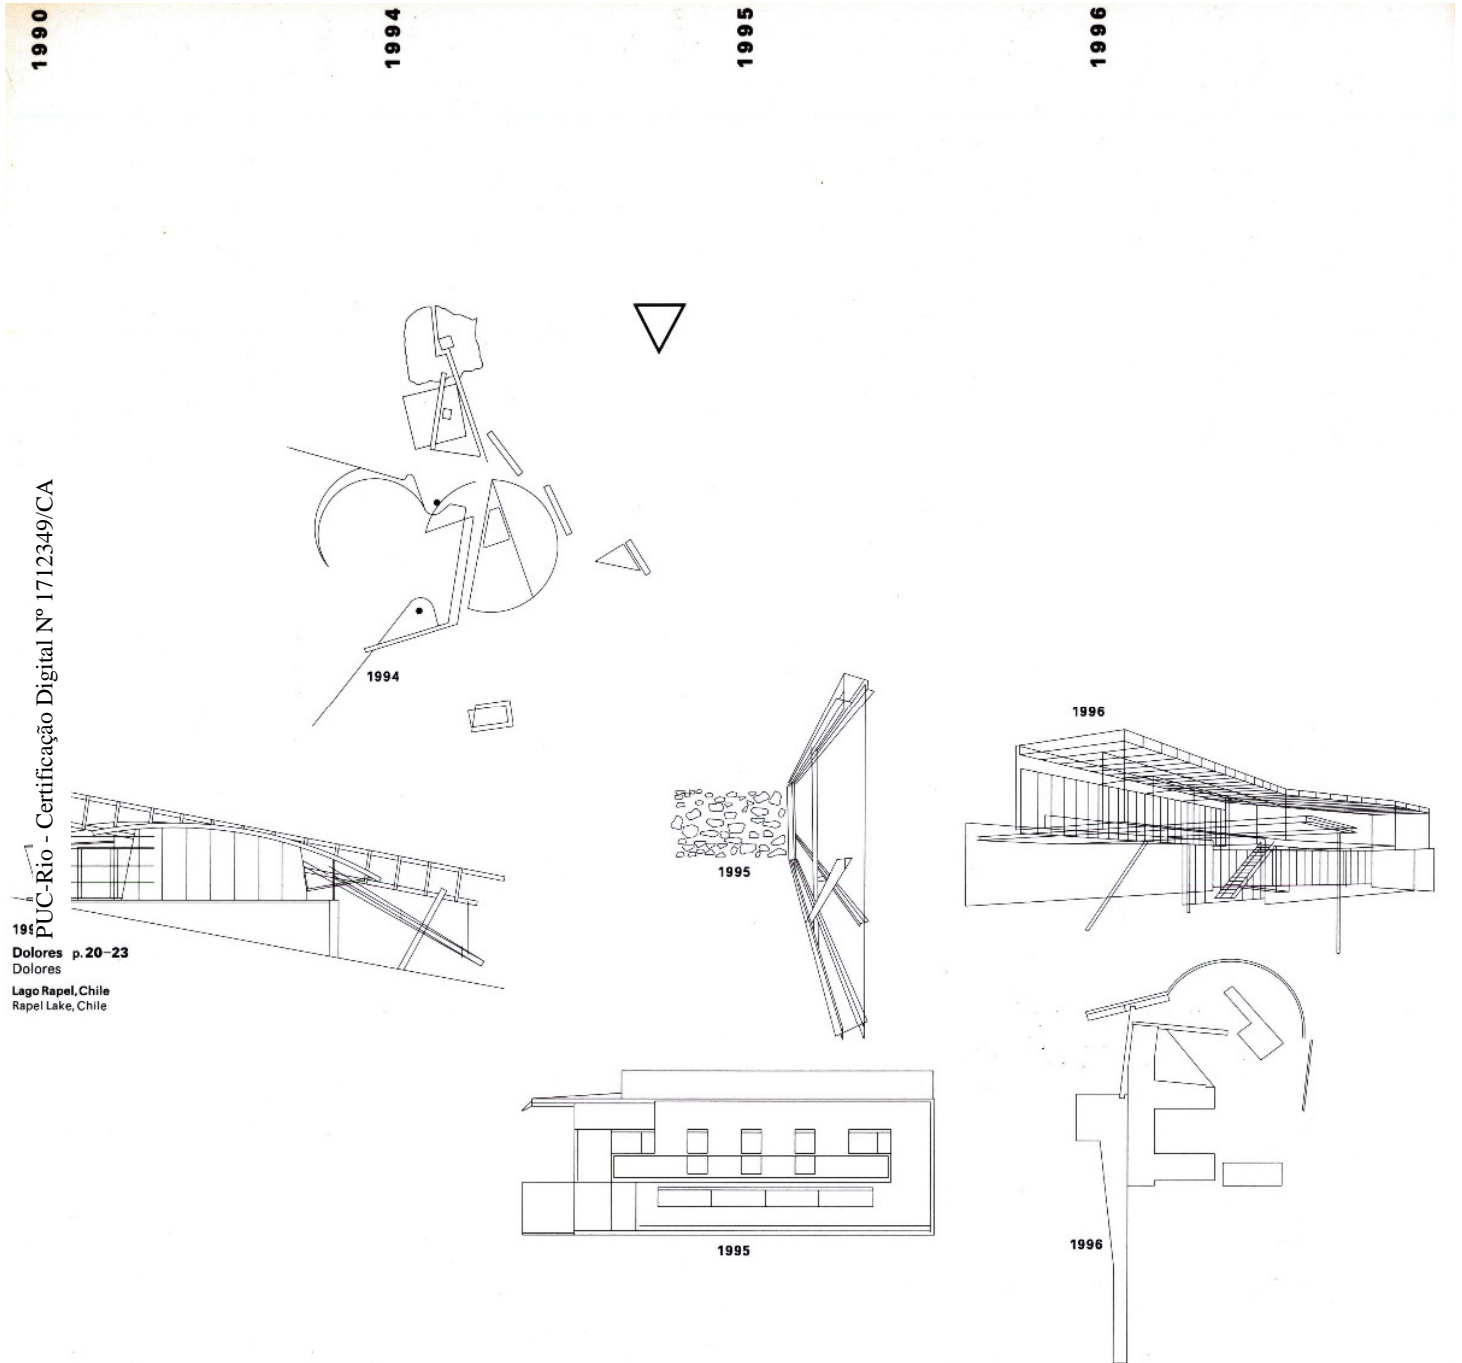 1990
1994
1995
1996
PUC-Rio - Certificação Digital Nº 1712349/CA
1994
1996
1995
Dolores p.20–23
Dolores
Lago Rapel, Chile
Rapel Lake, Chile
1995
1996